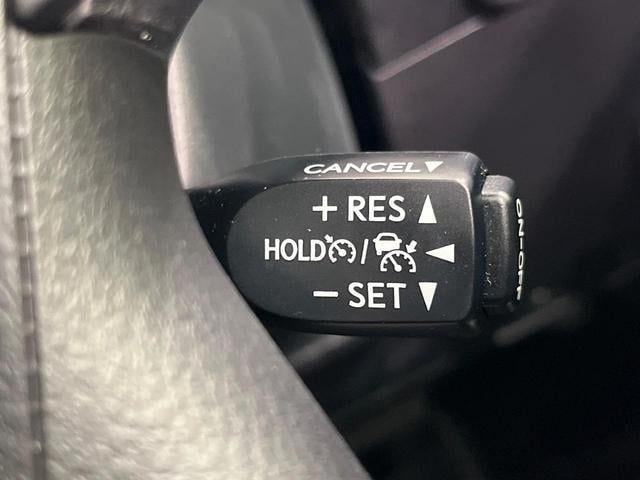 CANCEL▼
+ RES ▲
HOLD / ◀
- SET ▼
ON-OFF